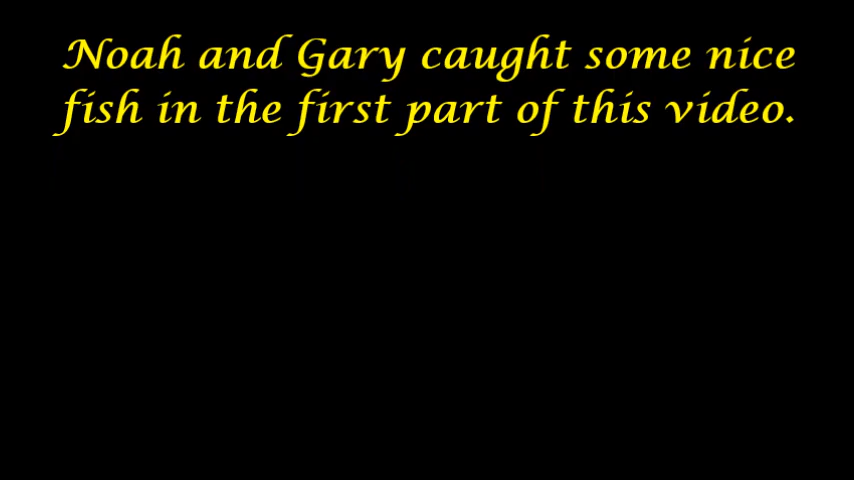 Noah and Gary caught some nice
fish in the first part of this video.